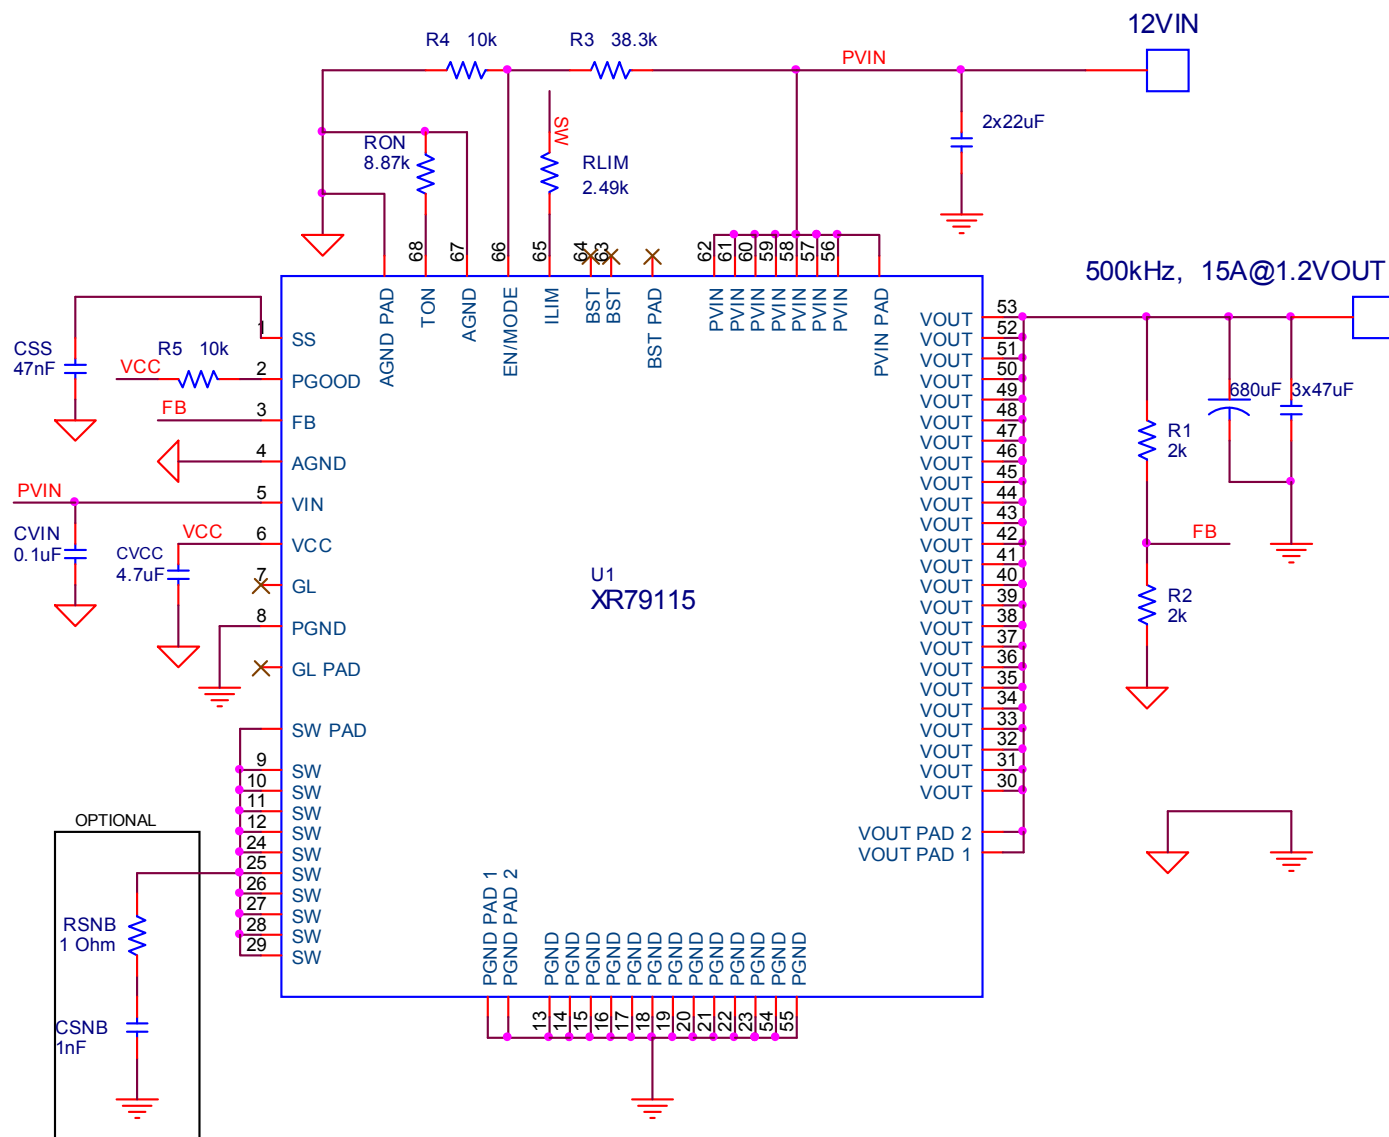 12VIN
R4 10k
R3 38.3k
PVIN
2x22uF
SW
RON
8.87k
RLIM
2.49k
68
67
66
65
64
63
62
61
60
59
58
57
56
AGND PAD
TON
AGND
EN/MODE
ILIM
BST
BST
BST PAD
PVIN
PVIN
PVIN
PVIN
PVIN
PVIN
PVIN
PVIN PAD
500kHz, 15A@1.2VOUT
CSS
47nF
1
SS
VCC
R5 10k
2
PGOOD
FB
3
FB
4
AGND
PVIN
5
VIN
CVIN
0.1uF
VCC
6
VCC
CVCC
4.7uF
7
GL
8
PGND
GL PAD
SW PAD
9
SW
10
SW
11
SW
12
SW
24
SW
25
SW
26
SW
27
SW
28
SW
29
SW
U1
XR79115
53
VOUT
52
VOUT
51
VOUT
50
VOUT
49
VOUT
48
VOUT
47
VOUT
46
VOUT
45
VOUT
44
VOUT
43
VOUT
42
VOUT
41
VOUT
40
VOUT
39
VOUT
38
VOUT
37
VOUT
36
VOUT
35
VOUT
34
VOUT
33
VOUT
32
VOUT
31
VOUT
30
VOUT
VOUT PAD 2
VOUT PAD 1
680uF
3x47uF
R1
2k
FB
R2
2k
OPTIONAL
RSNB
1 Ohm
CSNB
1nF
PGND PAD 1
PGND PAD 2
PGND
PGND
PGND
PGND
PGND
PGND
PGND
PGND
PGND
PGND
PGND
PGND
PGND
13
14
15
16
17
18
19
20
21
22
23
54
55